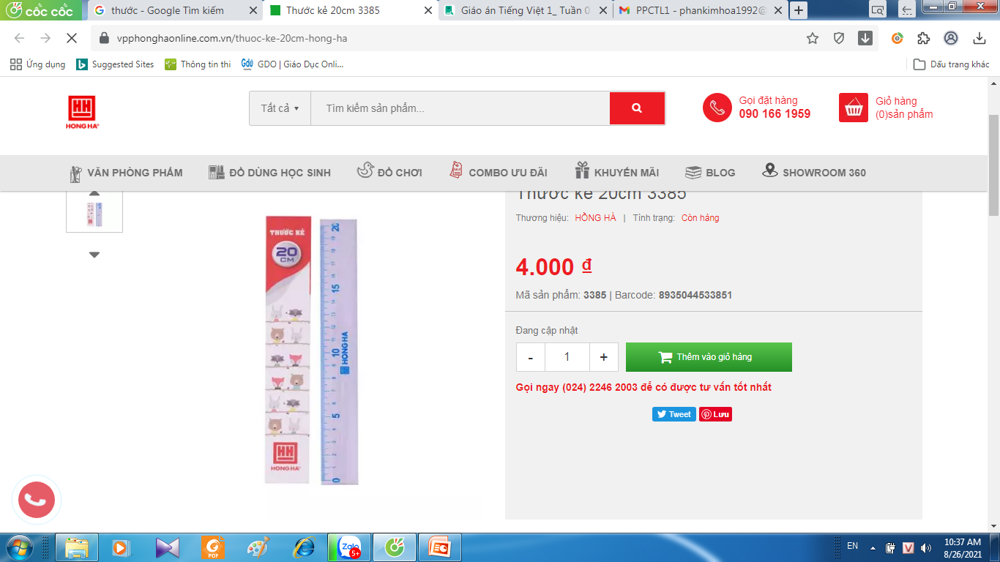 cốc cốc
thước - Google Tìm kiếm
Thước kẻ 20cm 3385
Giáo án Tiếng Việt 1_ Tuần 0
PPCTL1 - phankimhoa1992@
vpphonghaonline.com.vn/thuoc-ke-20cm-hong-ha
Ứng dụng
Suggested Sites
Thông tin thi
GDO | Giáo Dục Onli...
Dấu trang khác
HONG HA
Tất cả
Tìm kiếm sản phẩm...
Gọi đặt hàng
090 166 1959
Giỏ hàng
(0)sản phẩm
VĂN PHÒNG PHẨM
ĐỒ DÙNG HỌC SINH
ĐỒ CHƠI
COMBO ƯU ĐÃI
KHUYẾN MÃI
BLOG
SHOWROOM 360
Thước kẻ 20cm 3385
Thương hiệu: HỒNG HÀ | Tình trạng: Còn hàng
4.000 ₫
Mã sản phẩm: 3385 | Barcode: 8935044533851
Đang cập nhật
- 1 +
Thêm vào giỏ hàng
Gọi ngay (024) 2246 2003 để có được tư vấn tốt nhất
Tweet
Lưu
THƯỚC KẺ
20
CM
HONG HA
20
15
10
HONG HA
5
0
PDF
Zalo
5+
EN
10:37 AM
8/26/2021